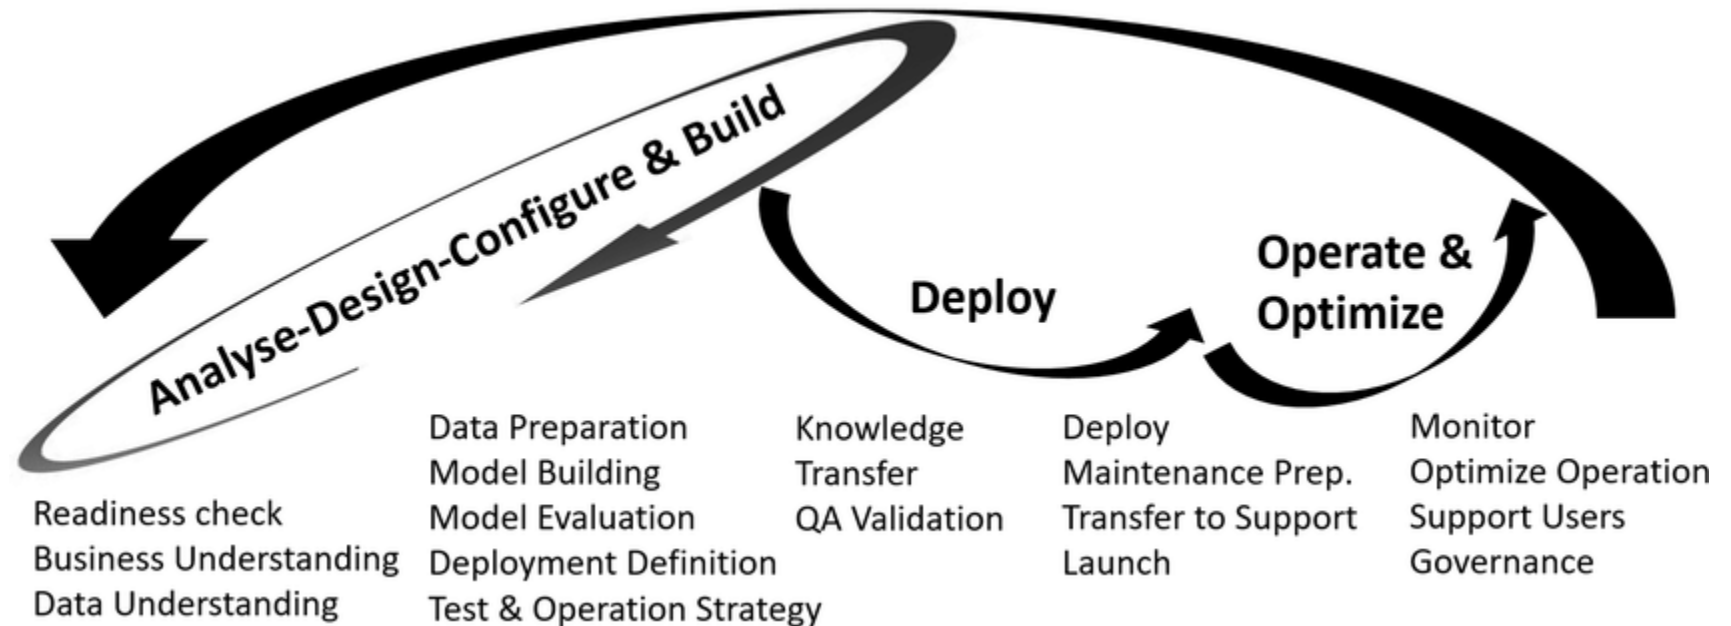 Analyse-Design-Configure & Build
Deploy
Operate &
Optimize
Readiness check
Business Understanding
Data Understanding
Data Preparation
Model Building
Model Evaluation
Deployment Definition
Test & Operation Strategy
Knowledge
Transfer
QA Validation
Deploy
Maintenance Prep.
Transfer to Support
Launch
Monitor
Optimize Operation
Support Users
Governance